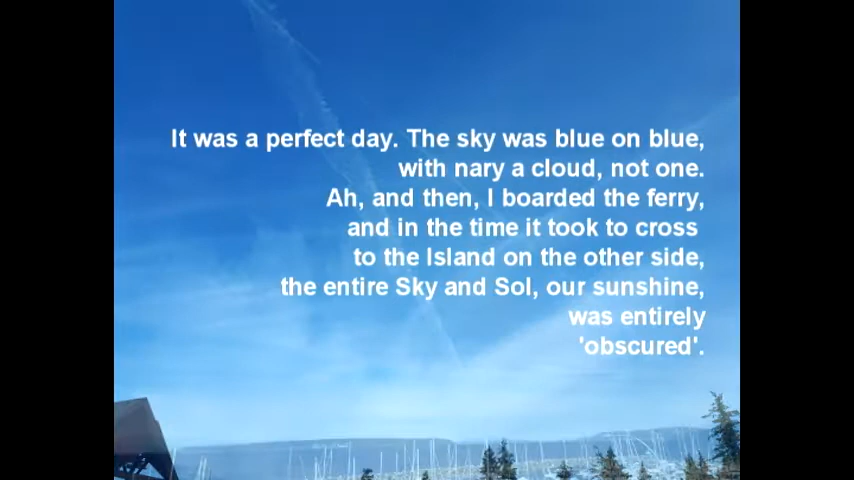 It was a perfect day. The sky was blue on blue,
with nary a cloud, not one.
Ah, and then, I boarded the ferry,
and in the time it took to cross
to the Island on the other side,
the entire Sky and Sol, our sunshine,
was entirely
'obscured'.